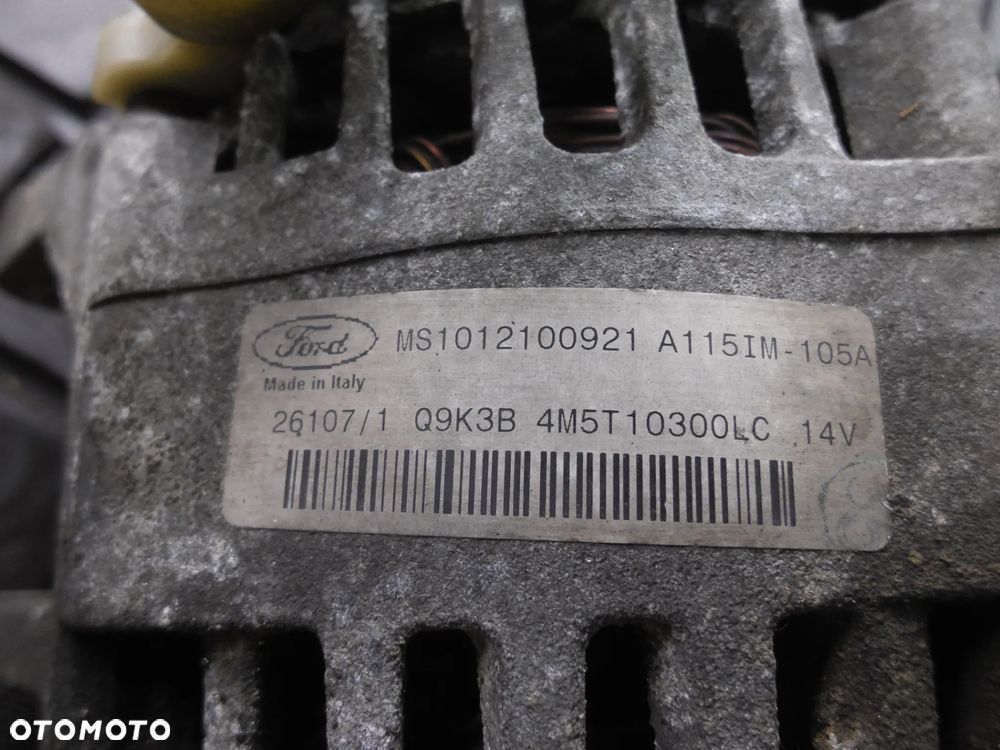 Ford MS1012100921 A115IM-105A
Made in Italy
26107/1 Q9K3B 4M5T10300LC 14V
OTOMOTO